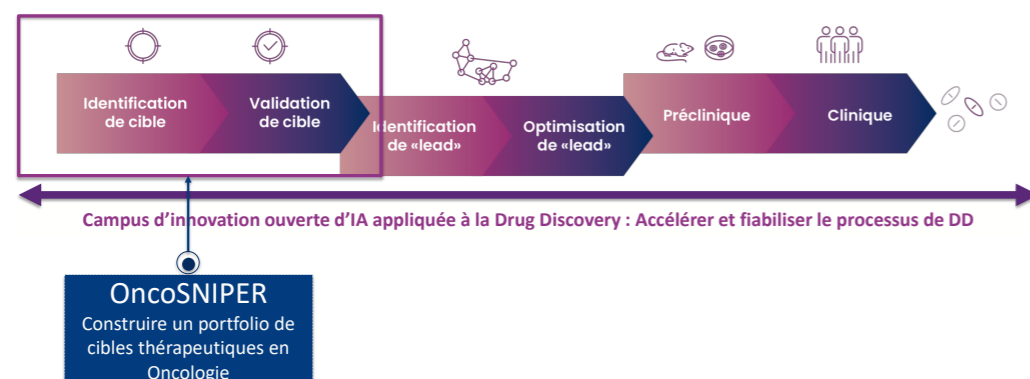 Identification
de cible
Validation
de cible
Identification
de «lead»
Optimisation
de «lead»
Préclinique
Clinique
Campus d'innovation ouverte d'IA appliquée à la Drug Discovery : Accélérer et fiabiliser le processus de DD
OncoSNIPER
Construire un portfolio de
cibles thérapeutiques en
Oncologie